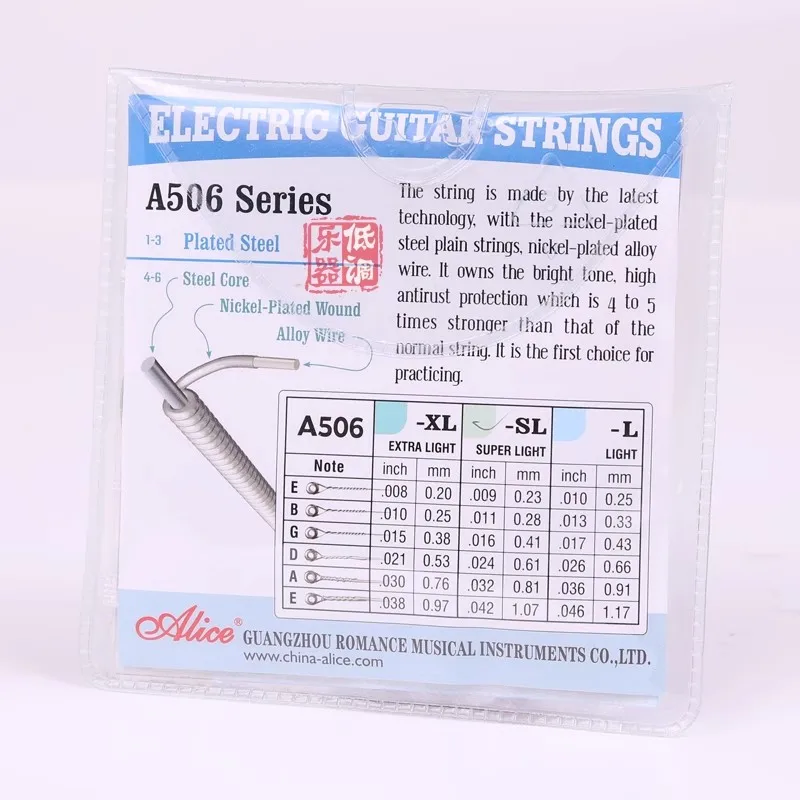 ELECTRIC GUITAR STRINGS
A506 Series
1-3 Plated Steel
4-6 Steel Core
Nickel-Plated Wound
Alloy Wire
低调
乐器
The string is made by the latest
technology, with the nickel-plated
steel plain strings, nickel-plated alloy
wire. It owns the bright tone, high
antirust protection which is 4 to 5
times stronger than that of the
normal string. It is the first choice for
practicing.
A506 -XL -SL -L
EXTRA LIGHT SUPER LIGHT LIGHT
Note inch mm inch mm inch mm
E .008 0.20 .009 0.23 .010 0.25
B .010 0.25 .011 0.28 .013 0.33
G .015 0.38 .016 0.41 .017 0.43
D .021 0.53 .024 0.61 .026 0.66
A .030 0.76 .032 0.81 .036 0.91
E .038 0.97 .042 1.07 .046 1.17
Alice® GUANGZHOU ROMANCE MUSICAL INSTRUMENTS CO.,LTD.
www.china-alice.com